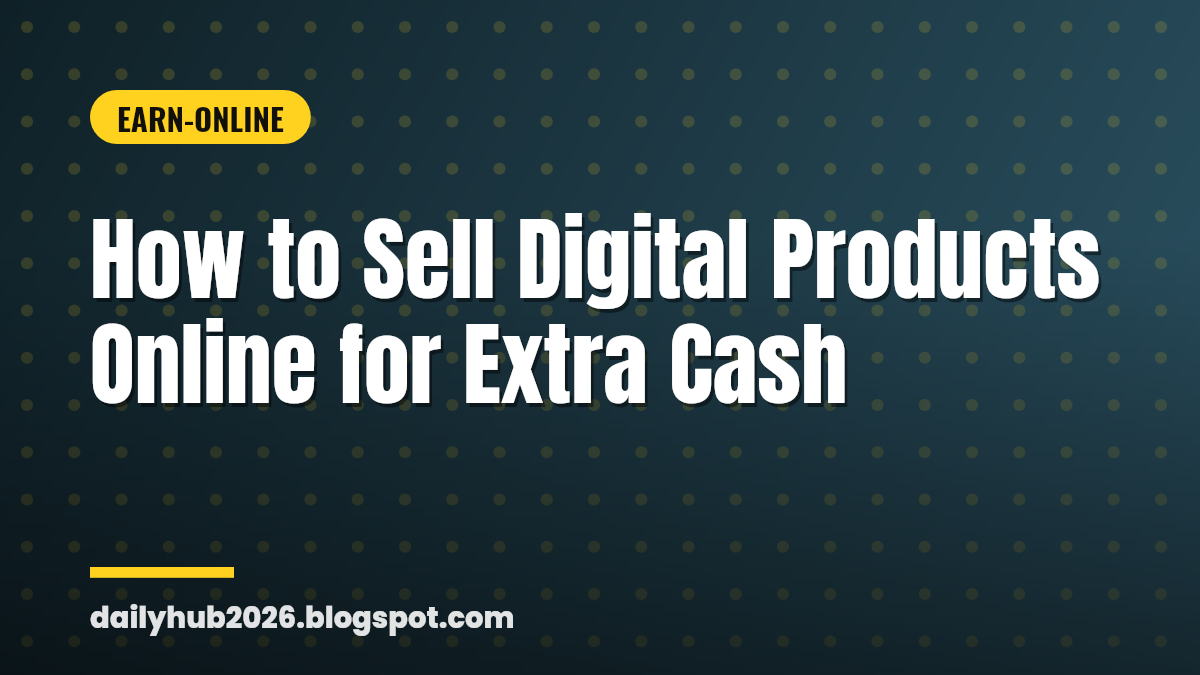 EARN-ONLINE
How to Sell Digital Products
Online for Extra Cash
dailyhub2026.blogspot.com